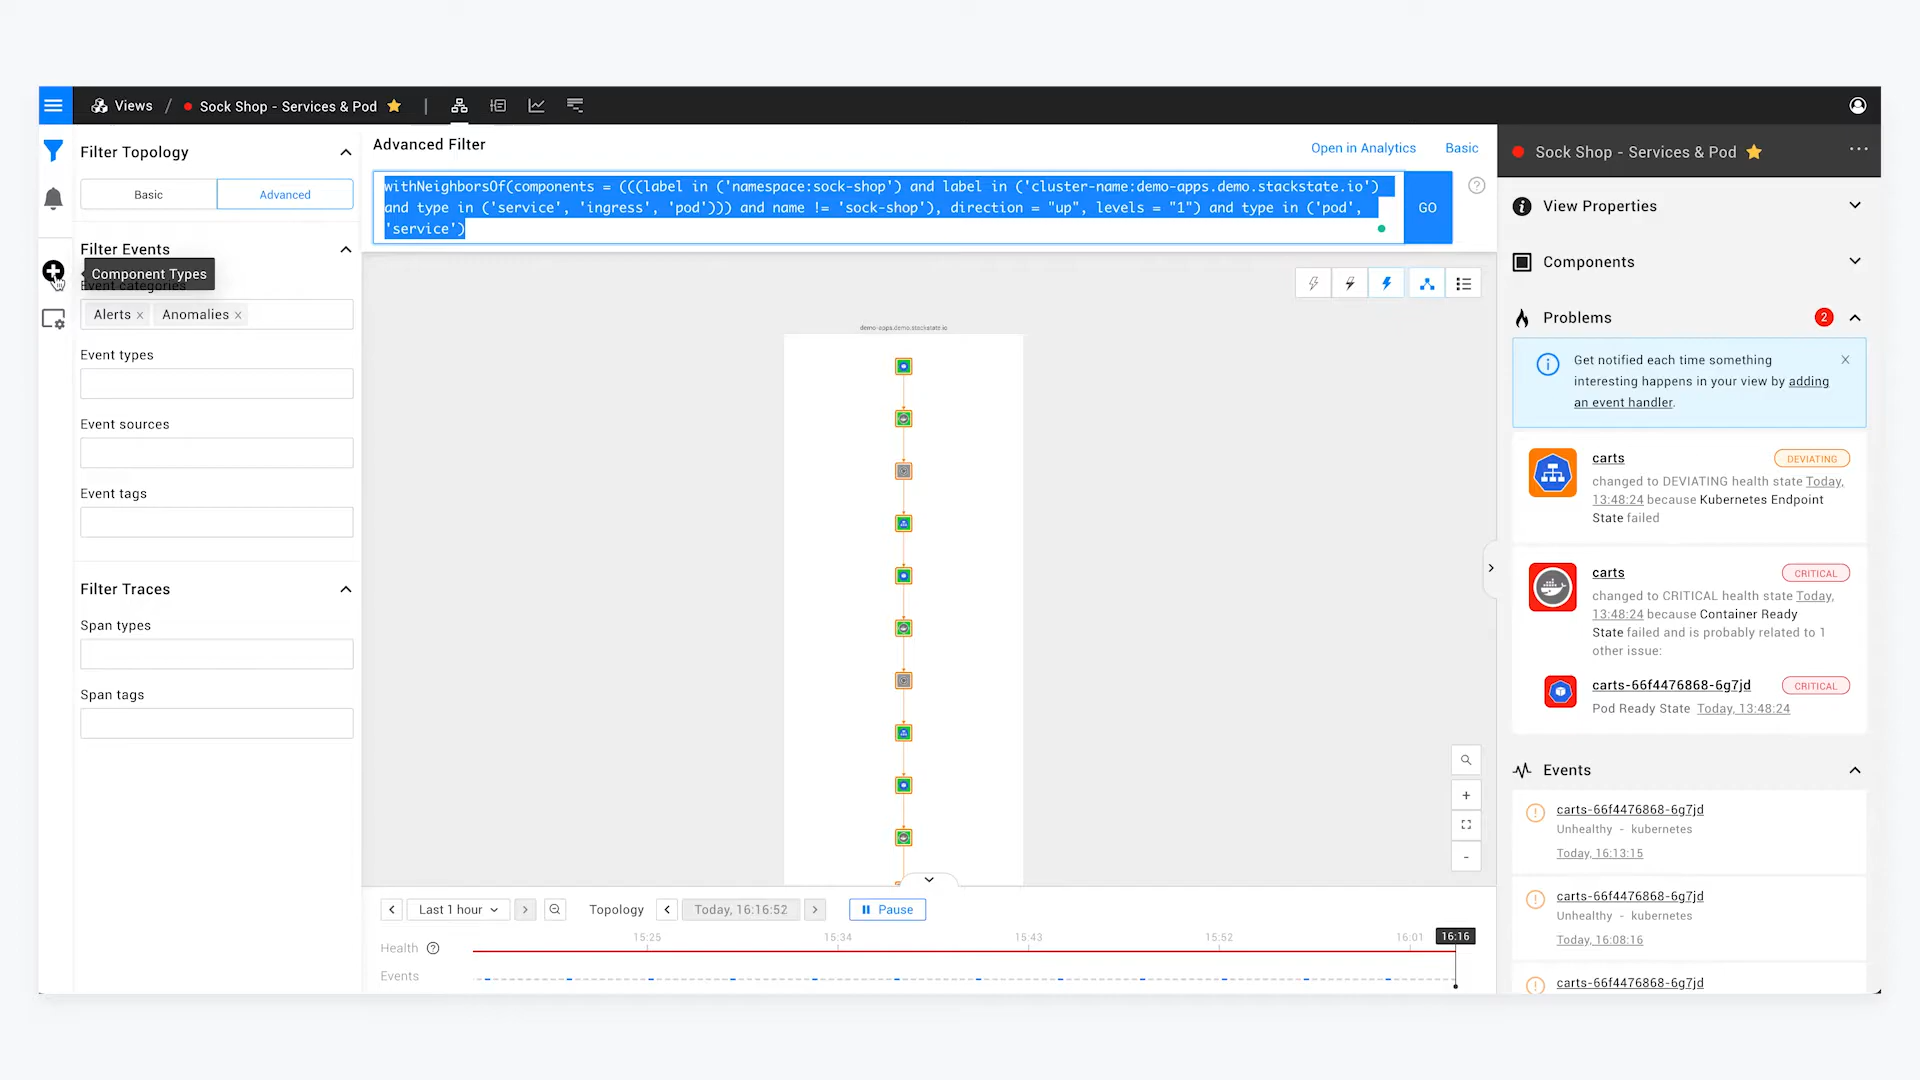 Views / Sock Shop - Services & Pod
Filter Topology
Basic
Advanced
Filter Events
Component Types
Event categories
Alerts × Anomalies ×
Event types
Event sources
Event tags
Filter Traces
Span types
Span tags
Advanced Filter
Open in Analytics
Basic
withNeighborsOf(components = (((label in ('namespace:sock-shop') and label in ('cluster-name:demo-apps.demo.stackstate.io')
and type in ('service', 'ingress', 'pod'))) and name != 'sock-shop'), direction = "up", levels = "1") and type in ('pod',
'service')
GO
demo-apps.demo.stackstate.io
Last 1 hour
Topology
Today, 16:16:52
Pause
15:25
15:34
15:43
15:52
16:01
16:16
Health
Events
Sock Shop - Services & Pod
View Properties
Components
Problems
2
Get notified each time something
interesting happens in your view by adding
an event handler.
carts
DEVIATING
changed to DEVIATING health state Today,
13:48:24 because Kubernetes Endpoint
State failed
carts
CRITICAL
changed to CRITICAL health state Today,
13:48:24 because Container Ready
State failed and is probably related to 1
other issue:
carts-66f4476868-6g7jd
CRITICAL
Pod Ready State Today, 13:48:24
Events
carts-66f4476868-6g7jd
Unhealthy - kubernetes
Today, 16:13:15
carts-66f4476868-6g7jd
Unhealthy - kubernetes
Today, 16:08:16
carts-66f4476868-6g7jd